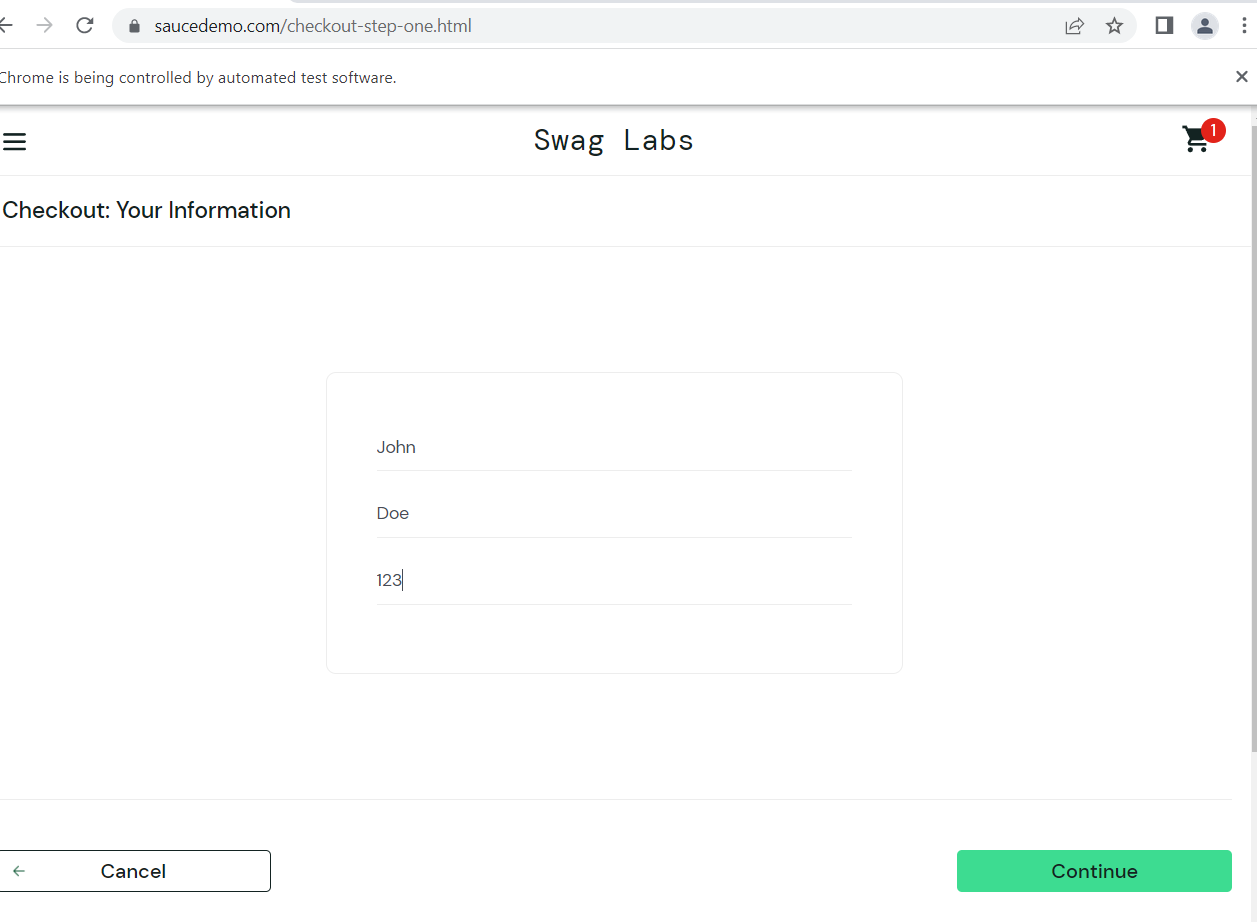 saucedemo.com/checkout-step-one.html
Chrome is being controlled by automated test software.
Swag Labs
1
Checkout: Your Information
John
Doe
123
Cancel
Continue